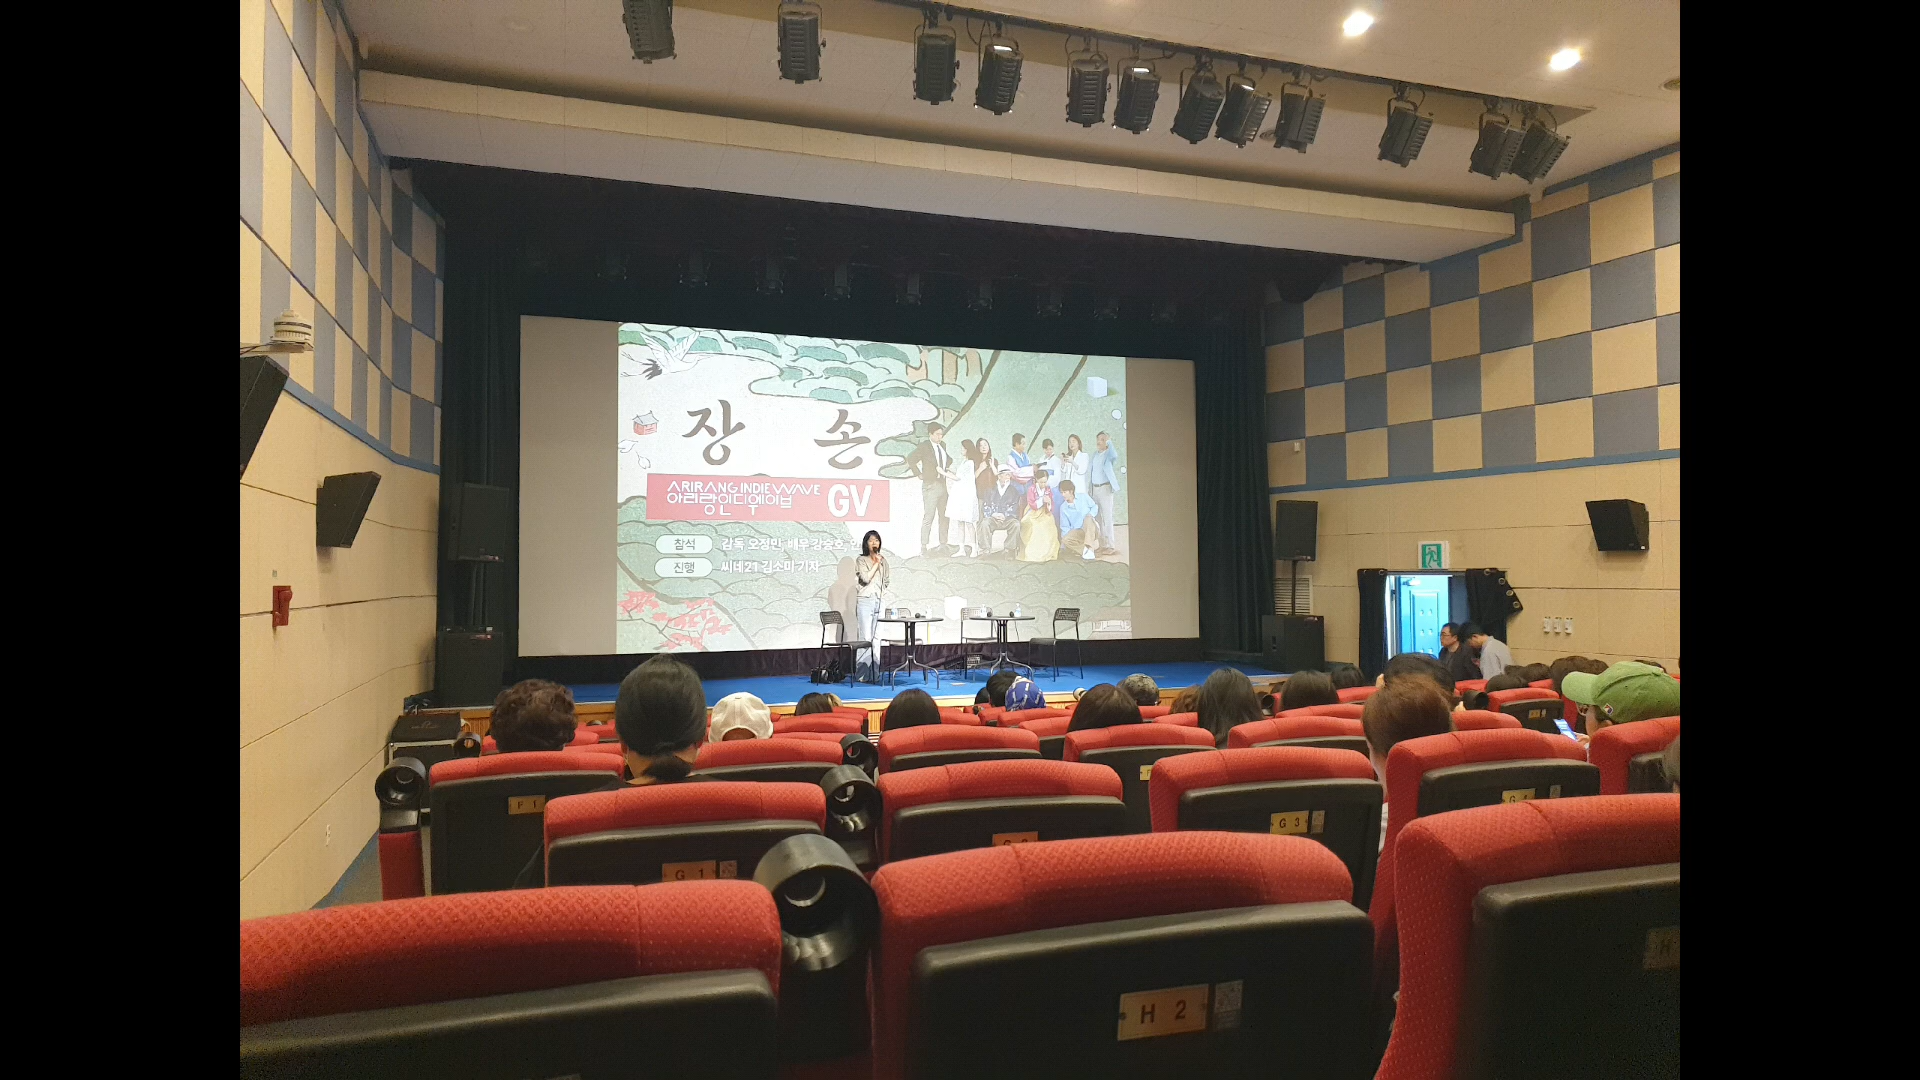 장 손
ARIRANG INDIE WAVE
아리랑인디웨이브
GV
참석 감독 오정민, 배우 강승호,
진행 씨네21 김소미 기자
F 1
G 1
G 3
G 4
H 2
H